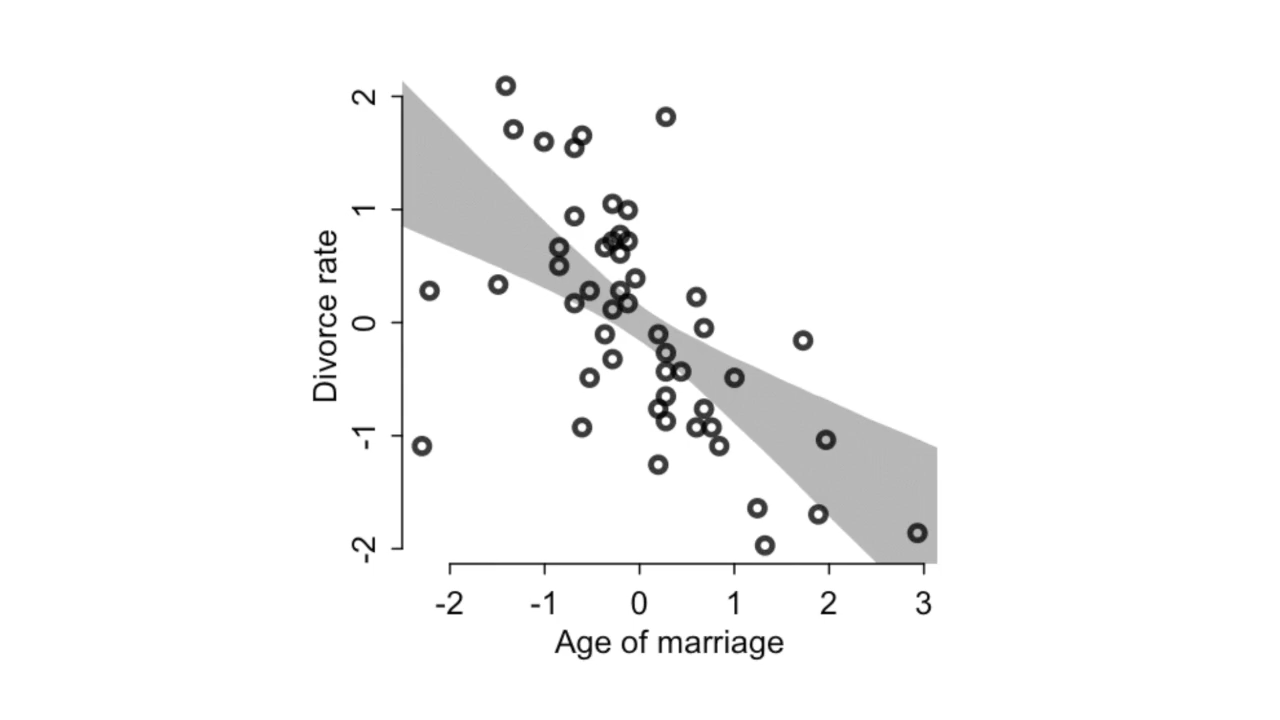 2
1
0
-1
-2
Divorce rate
-2 -1 0 1 2 3
Age of marriage